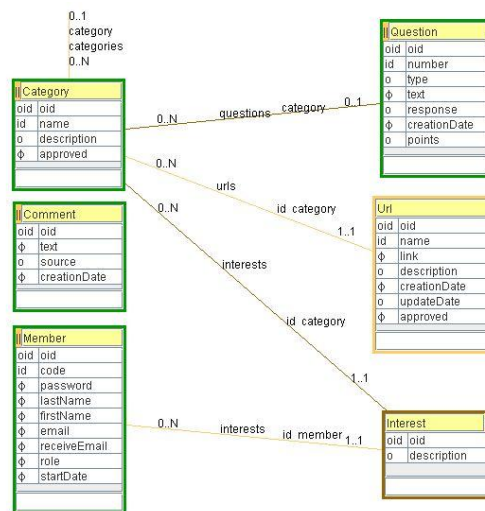 0..1
category
categories
0..N
Category
oid oid
id name
o description
ϕ approved
Question
oid oid
id number
o type
ϕ text
o response
ϕ creationDate
o points
0..N questions category 0..1
0..N
urls
id category
1..1
Url
oid oid
id name
ϕ link
o description
ϕ creationDate
o updateDate
ϕ approved
0..N
interests
id category
1..1
Comment
oid oid
ϕ text
o source
ϕ creationDate
Member
oid oid
id code
ϕ password
ϕ lastName
ϕ firstName
ϕ email
ϕ receiveEmail
ϕ role
ϕ startDate
0..N interests id member 1..1
Interest
oid oid
o description